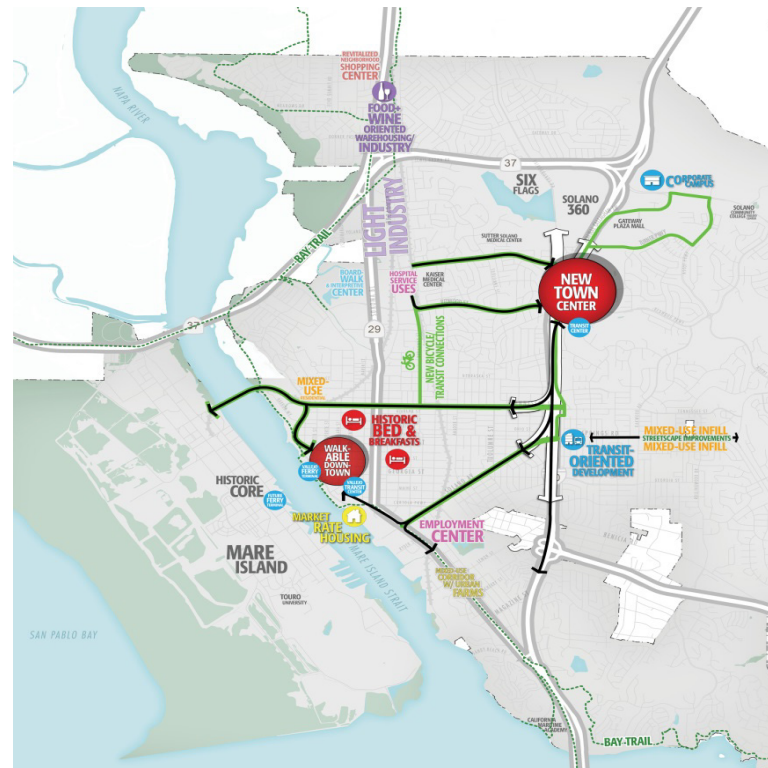 REVITALIZED
NEIGHBORHOOD
SHOPPING
CENTER
NAPA RIVER
FOOD+
WINE
ORIENTED
WAREHOUSING/
INDUSTRY
37
SIX
FLAGS
CORPORATE
CAMPUS
SOLANO
360
LIGHT
INDUSTRY
GATEWAY
PLAZA MALL
SOLANO
COMMUNITY
BAY TRAIL
SUTTER SOLANO
MEDICAL CENTER
BOARD-
WALK
& INTERPRETIVE
CENTER
HOSPITAL
SERVICE
USES
KAISER
MEDICAL
CENTER
NEW
TOWN
CENTER
TRANSIT
CENTER
37
29
NEW BICYCLE/
TRANSIT CONNECTIONS
MIXED-
USE
HISTORIC
BED &
BREAKFASTS
MIXED-USE INFILL
STREETSCAPE IMPROVEMENTS
MIXED-USE INFILL
TRANSIT-
ORIENTED
DEVELOPMENT
WALK-
ABLE
DOWN-
TOWN
VALLEJO
FERRY
VALLEJO
TRANSIT
CENTER
HISTORIC
CORE
FUTURE
FERRY
TERMINAL
MARKET
RATE
HOUSING
EMPLOYMENT
CENTER
MARE
ISLAND
MARE ISLAND STRAIT
MIXED-USE
CORRIDOR
W/ URBAN
FARMS
TOURO
UNIVERSITY
SAN PABLO BAY
CALIFORNIA
MARITIME
ACADEMY
BAY TRAIL